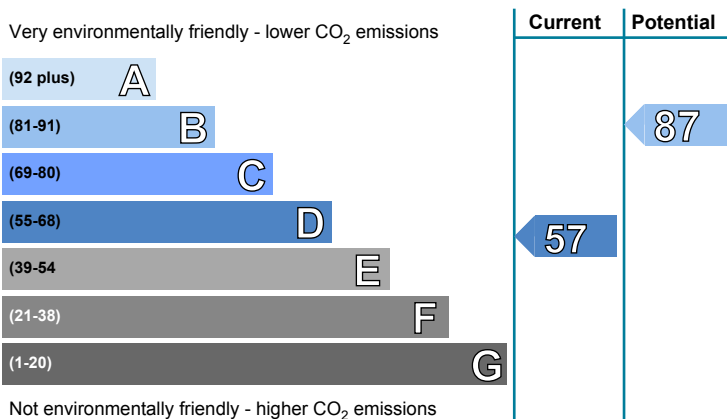 Very environmentally friendly - lower CO2 emissions
Current
Potential
(92 plus) A
(81-91) B
87
(69-80) C
(55-68) D
57
(39-54 E
(21-38) F
(1-20) G
Not environmentally friendly - higher CO2 emissions